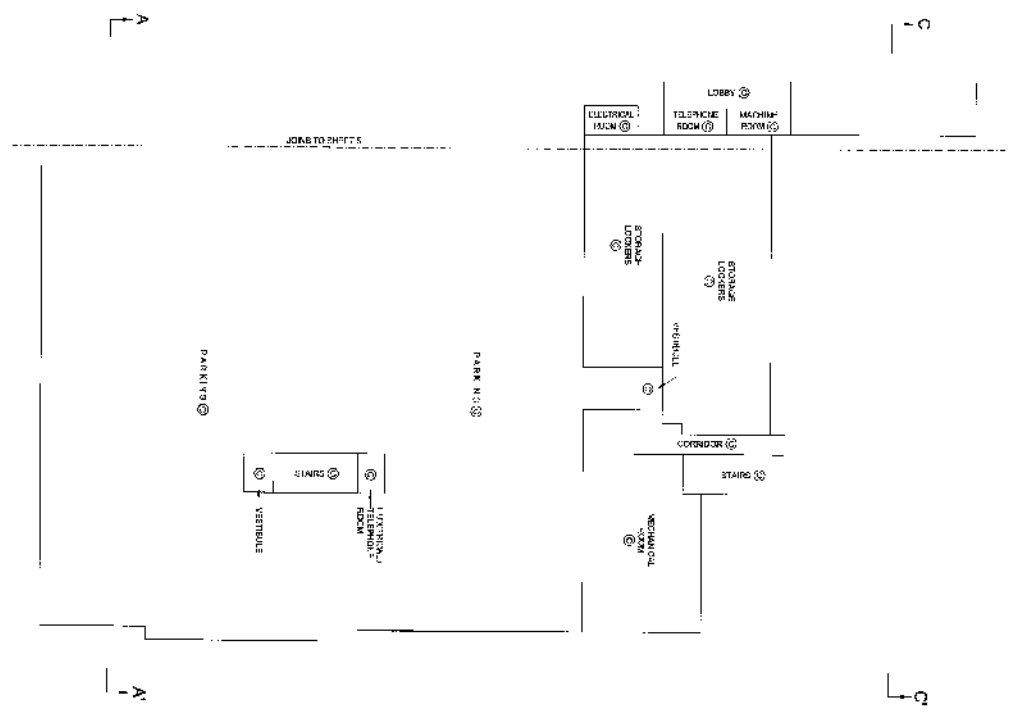 A
C
LOBBY ©
ELECTRICAL
ROOM ©
TELEPHONE
ROOM ©
MACHINE
ROOM ©
JOINS TO SHEET 5
STORAGE
LOCKERS
©
STORAGE
LOCKERS
©
©
PARKING ©
PARKING ©
CORRIDOR ©
©
STAIRS ©
©
STAIRS ©
VESTIBULE
TELEPHONE
ROOM
MECHANICAL
ROOM
©
A'
C'